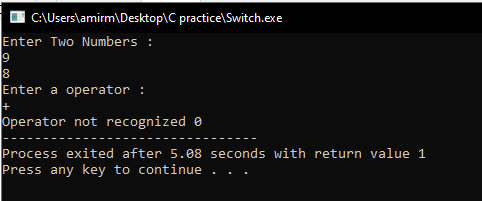 C:\Users\amirm\Desktop\C practice\Switch.exe
Enter Two Numbers :
9
8
Enter a operator :
+
Operator not recognized 0
--------------------------------
Process exited after 5.08 seconds with return value 1
Press any key to continue . . .